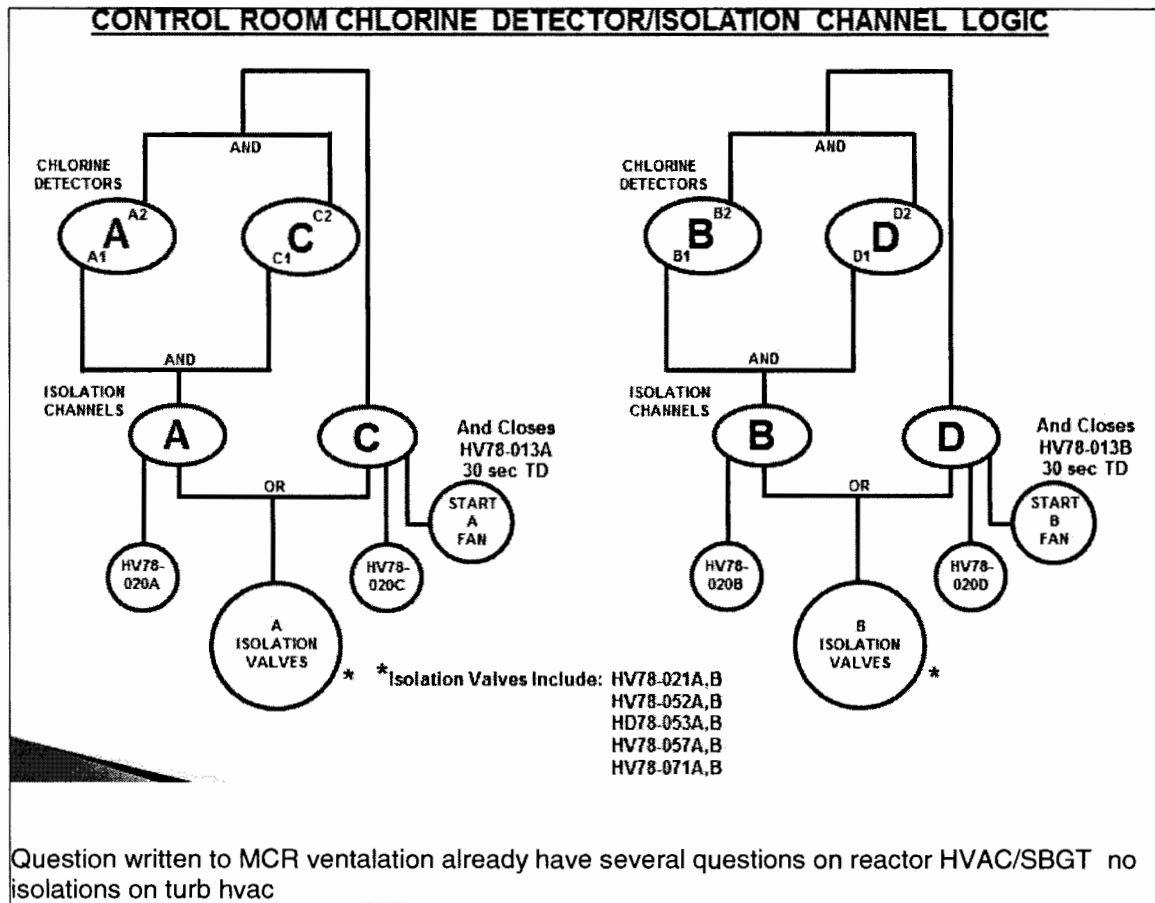 CONTROL ROOM CHLORINE DETECTOR/ISOLATION CHANNEL LOGIC
AND
CHLORINE
DETECTORS
A2
A
A1
C2
C
C1
AND
ISOLATION
CHANNELS
A
C
And Closes
HV78-013A
30 sec TD
OR
START
A
FAN
HV78-
020A
HV78-
020C
A
ISOLATION
VALVES
*
AND
CHLORINE
DETECTORS
B2
B
B1
D2
D
D1
AND
ISOLATION
CHANNELS
B
D
And Closes
HV78-013B
30 sec TD
OR
START
B
FAN
HV78-
020B
HV78-
020D
B
ISOLATION
VALVES
*
*Isolation Valves Include: HV78-021A,B
HV78-052A,B
HD78-053A,B
HV78-057A,B
HV78-071A,B
Question written to MCR ventalation already have several questions on reactor HVAC/SBGT no
isolations on turb hvac